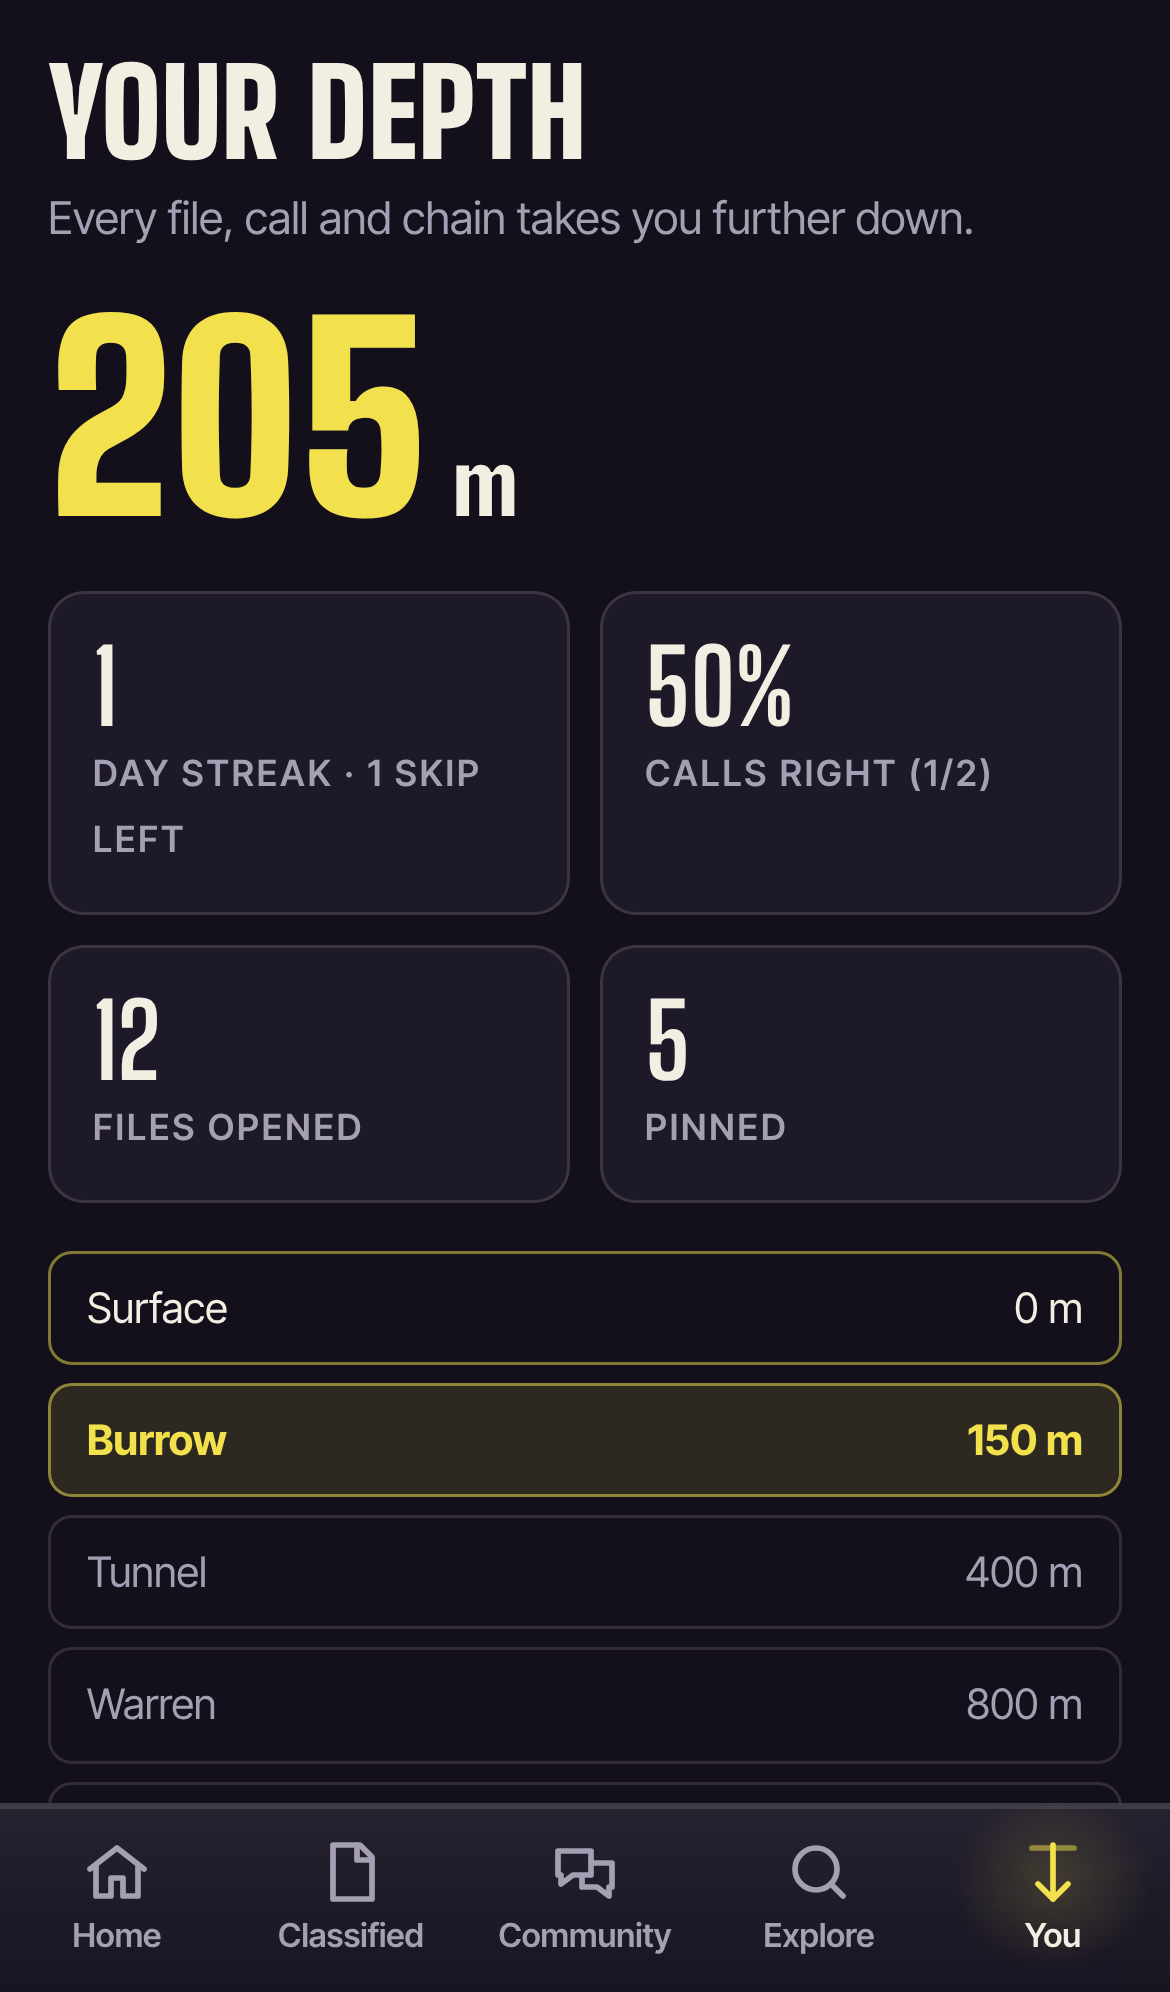 YOUR DEPTH
Every file, call and chain takes you further down.
205 m
1
DAY STREAK · 1 SKIP
LEFT
50%
CALLS RIGHT (1/2)
12
FILES OPENED
5
PINNED
Surface 0 m
Burrow 150 m
Tunnel 400 m
Warren 800 m
Home Classified Community Explore You